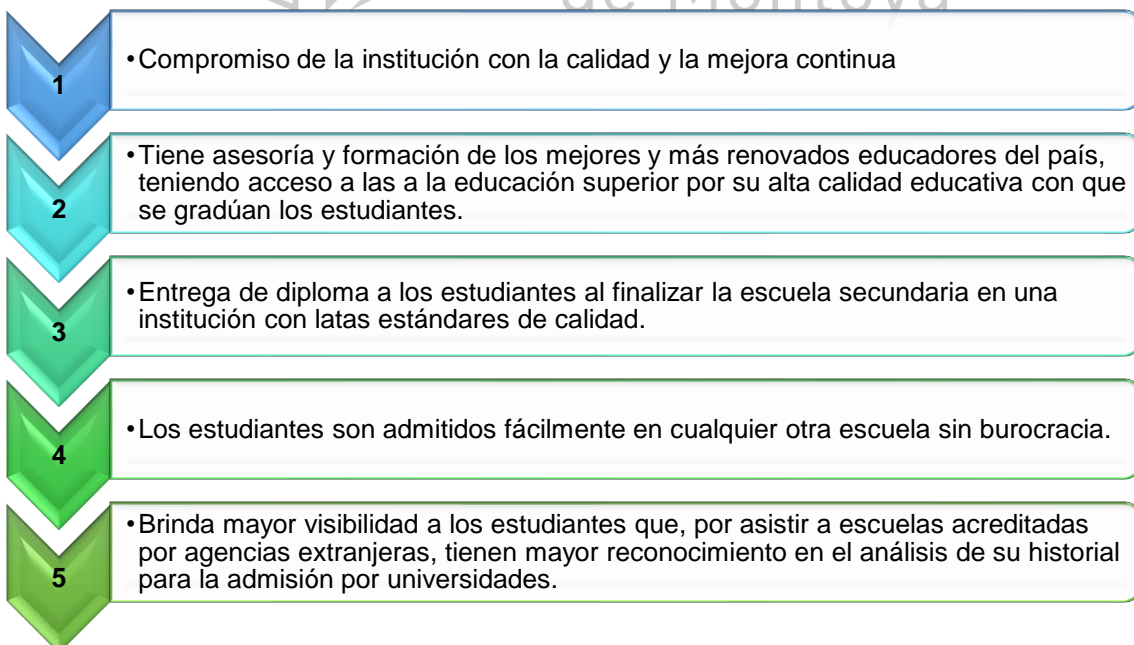 de Montoya
1
•Compromiso de la institución con la calidad y la mejora continua
2
•Tiene asesoría y formación de los mejores y más renovados educadores del país,
teniendo acceso a las a la educación superior por su alta calidad educativa con que
se gradúan los estudiantes.
3
•Entrega de diploma a los estudiantes al finalizar la escuela secundaria en una
institución con latas estándares de calidad.
4
•Los estudiantes son admitidos fácilmente en cualquier otra escuela sin burocracia.
5
•Brinda mayor visibilidad a los estudiantes que, por asistir a escuelas acreditadas
por agencias extranjeras, tienen mayor reconocimiento en el análisis de su historial
para la admisión por universidades.